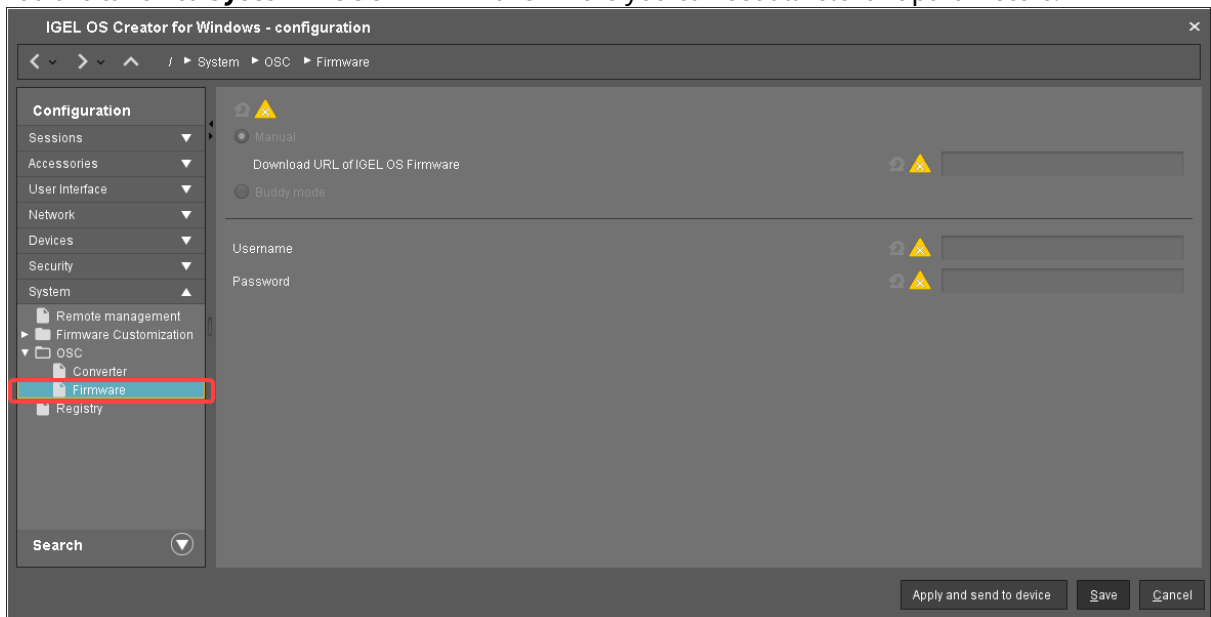 IGEL OS Creator for Windows - configuration
/ System OSC Firmware
Configuration
Sessions
Accessories
User Interface
Network
Devices
Security
System
Remote management
Firmware Customization
OSC
Converter
Firmware
Registry
Search
Manual
Download URL of IGEL OS Firmware
Buddy mode
Username
Password
Apply and send to device Save Cancel